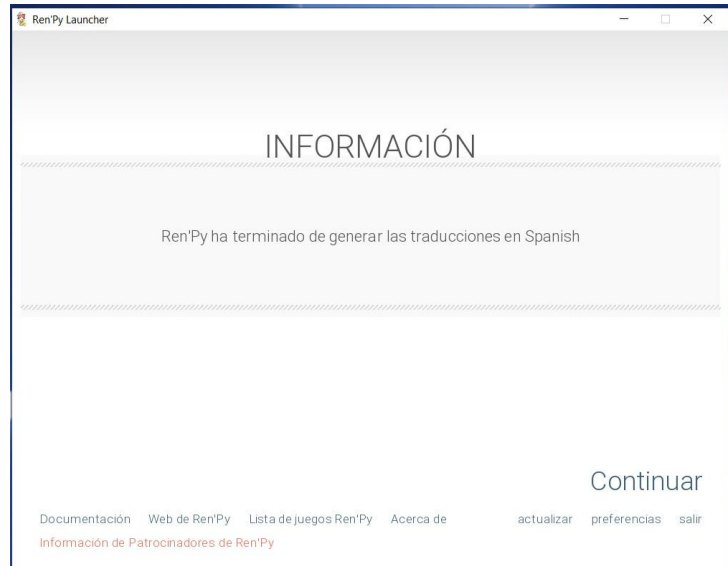 Ren'Py Launcher
INFORMACIÓN
Ren'Py ha terminado de generar las traducciones en Spanish
Continuar
Documentación Web de Ren'Py Lista de juegos Ren'Py Acerca de actualizar preferencias salir
Información de Patrocinadores de Ren'Py